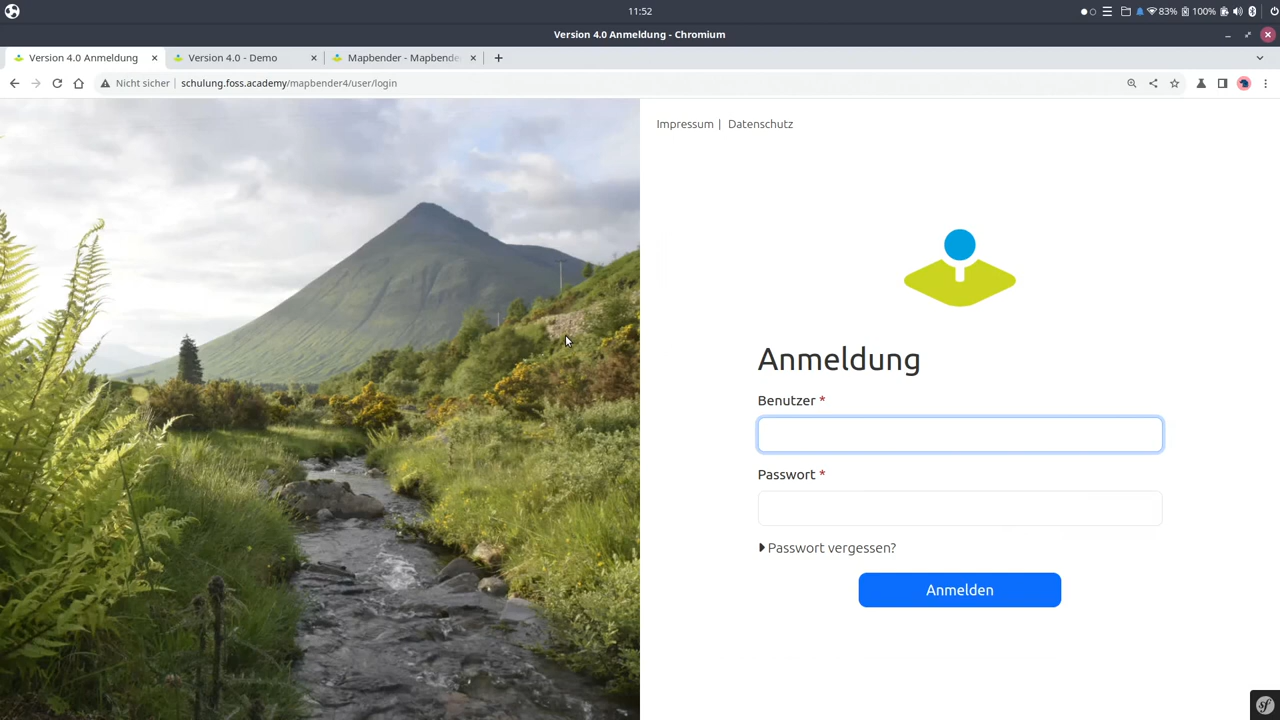 11:52
83%
100%
Version 4.0 Anmeldung - Chromium
Version 4.0 Anmeldung
Version 4.0 - Demo
Mapbender - Mapbende
Nicht sicher
schulung.foss.academy/mapbender4/user/login
Impressum | Datenschutz
Anmeldung
Benutzer *
Passwort *
Passwort vergessen?
Anmelden
sf